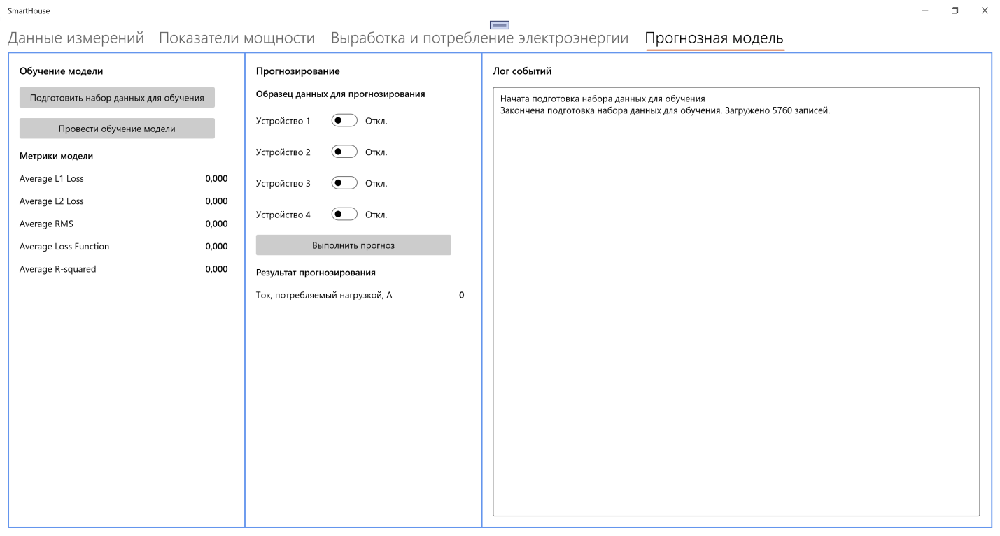 SmartHouse
Данные измерений Показатели мощности Выработка и потребление электроэнергии Прогнозная модель
Обучение модели
Подготовить набор данных для обучения
Провести обучение модели
Метрики модели
Average L1 Loss 0,000
Average L2 Loss 0,000
Average RMS 0,000
Average Loss Function 0,000
Average R-squared 0,000
Прогнозирование
Образец данных для прогнозирования
Устройство 1 Откл.
Устройство 2 Откл.
Устройство 3 Откл.
Устройство 4 Откл.
Выполнить прогноз
Результат прогнозирования
Ток, потребляемый нагрузкой, А 0
Лог событий
Начата подготовка набора данных для обучения
Закончена подготовка набора данных для обучения. Загружено 5760 записей.